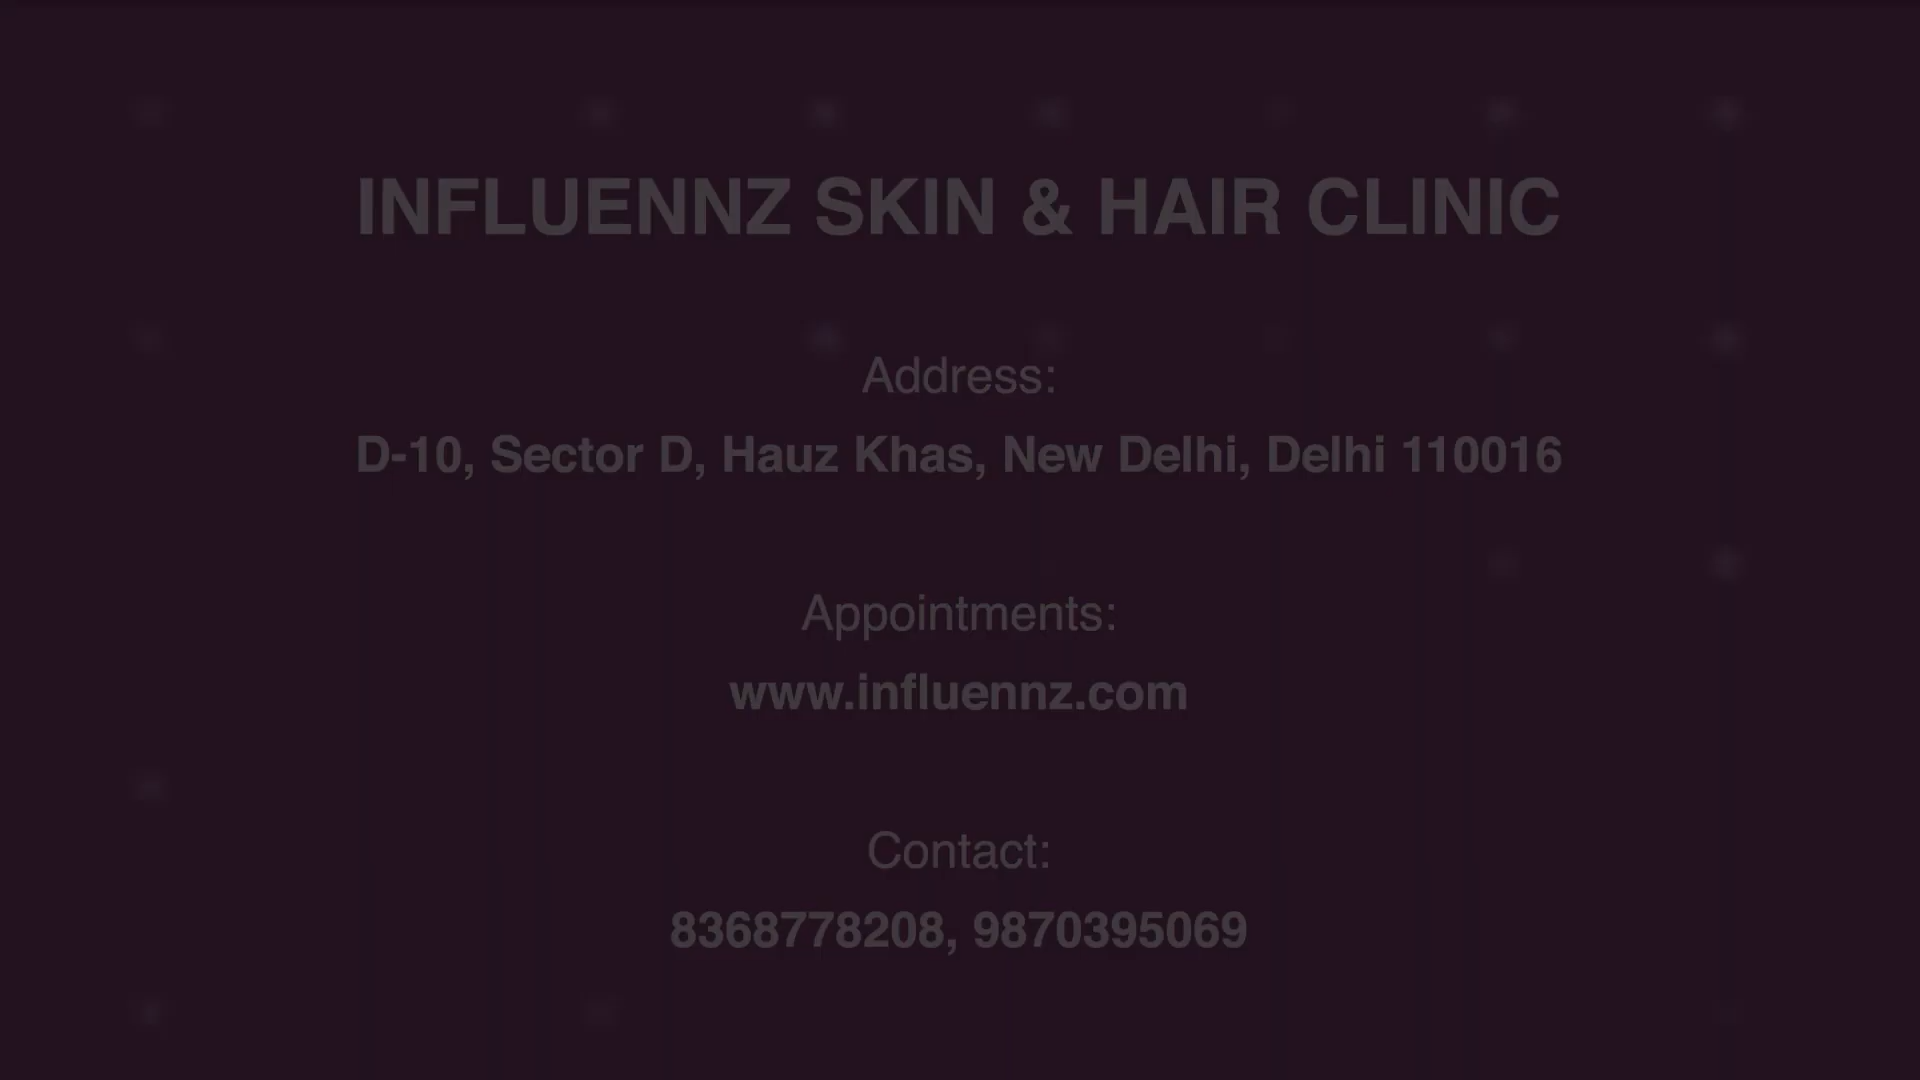 INFLUENNZ SKIN & HAIR CLINIC
Address:
D-10, Sector D, Hauz Khas, New Delhi, Delhi 110016
Appointments:
www.influennz.com
Contact:
8368778208, 9870395069